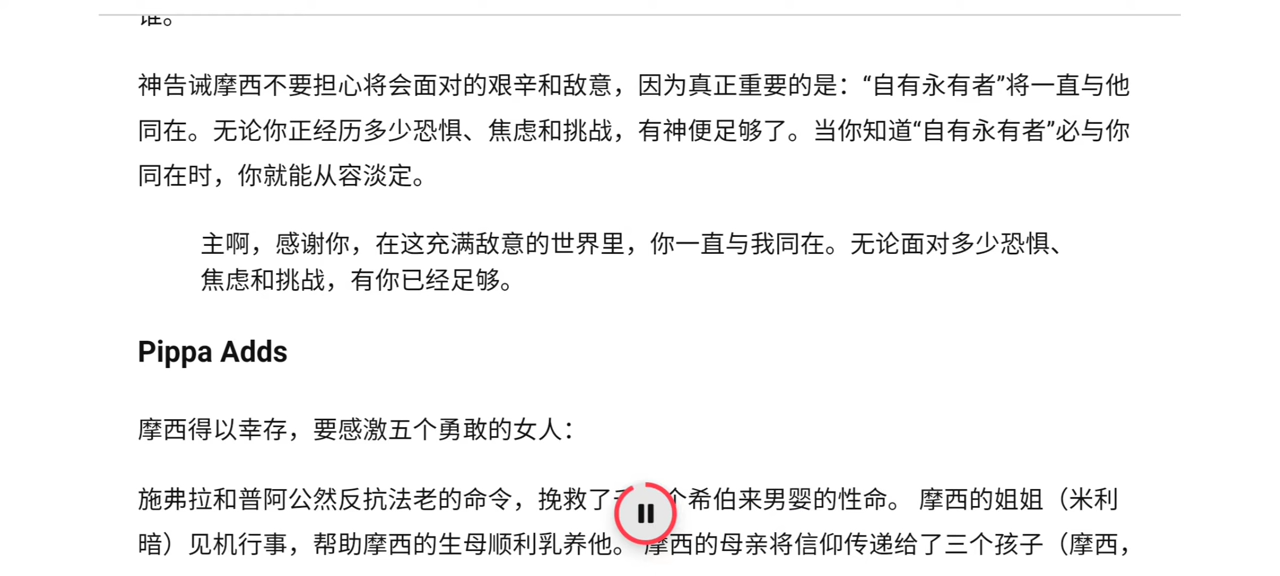 谁。
神告诫摩西不要担心将会面对的艰辛和敌意，因为真正重要的是：“自有永有者”将一直与他
同在。无论你正经历多少恐惧、焦虑和挑战，有神便足够了。当你知道“自有永有者”必与你
同在时，你就能从容淡定。
主啊，感谢你，在这充满敌意的世界里，你一直与我同在。无论面对多少恐惧、
焦虑和挑战，有你已经足够。
Pippa Adds
摩西得以幸存，要感激五个勇敢的女人：
施弗拉和普阿公然反抗法老的命令，挽救了 个希伯来男婴的性命。 摩西的姐姐（米利
暗）见机行事，帮助摩西的生母顺利乳养他。 摩西的母亲将信仰传递给了三个孩子（摩西，